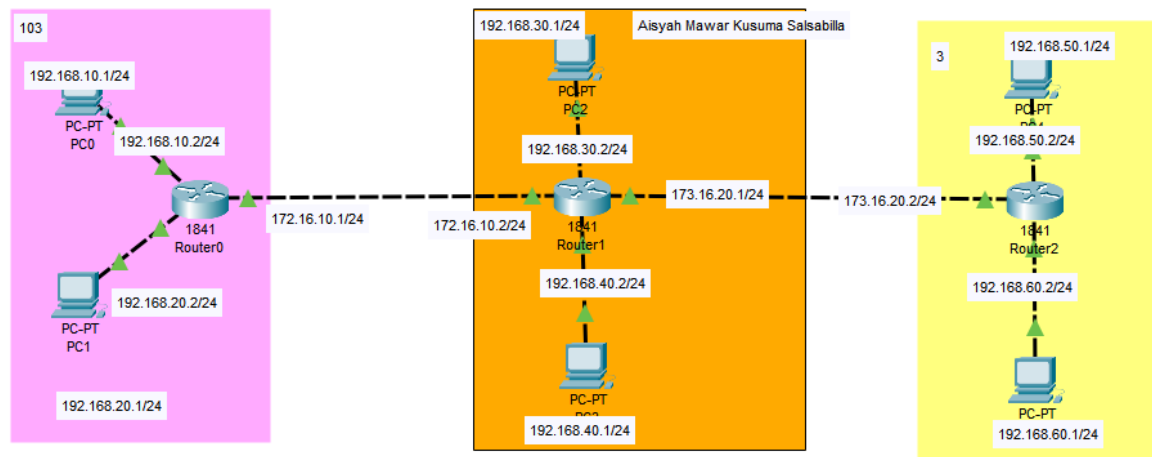 103
192.168.10.1/24
PC-PT
PC0
192.168.10.2/24
1841
Router0
172.16.10.1/24
192.168.20.2/24
PC-PT
PC1
192.168.20.1/24
192.168.30.1/24
Aisyah Mawar Kusuma Salsabilla
PC-PT
PC2
192.168.30.2/24
172.16.10.2/24
1841
Router1
173.16.20.1/24
192.168.40.2/24
PC-PT
192.168.40.1/24
3
192.168.50.1/24
PC-PT
192.168.50.2/24
173.16.20.2/24
1841
Router2
192.168.60.2/24
PC-PT
192.168.60.1/24